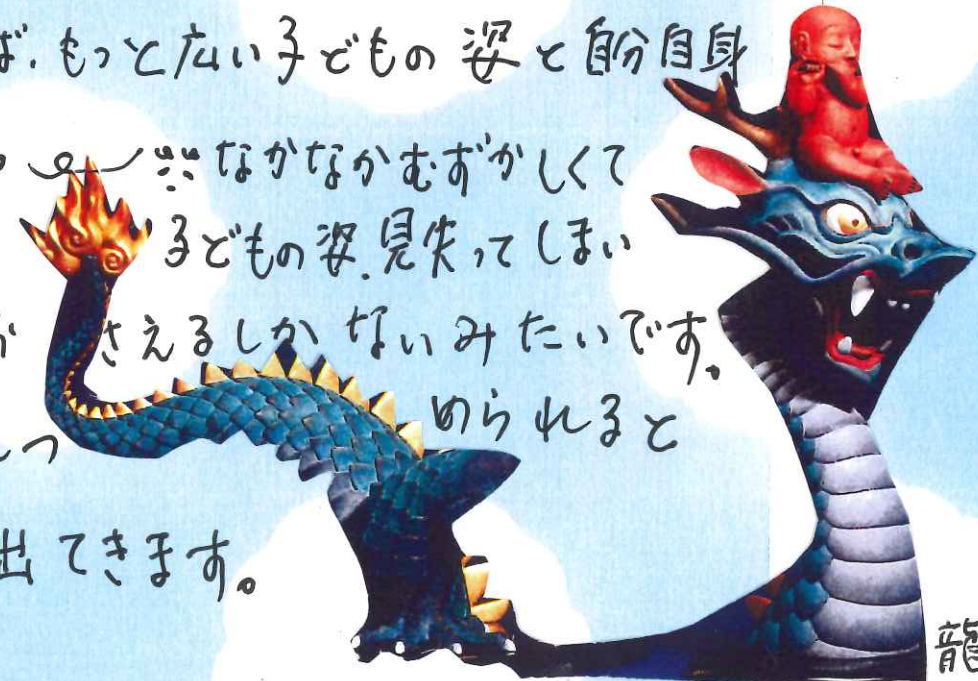 ば、もっと広い子どもの姿と自分自身
なかなかむずかしくて
子どもの姿、見失ってしまい
さえるしかないみたいです。
められると
出てきます。
龍